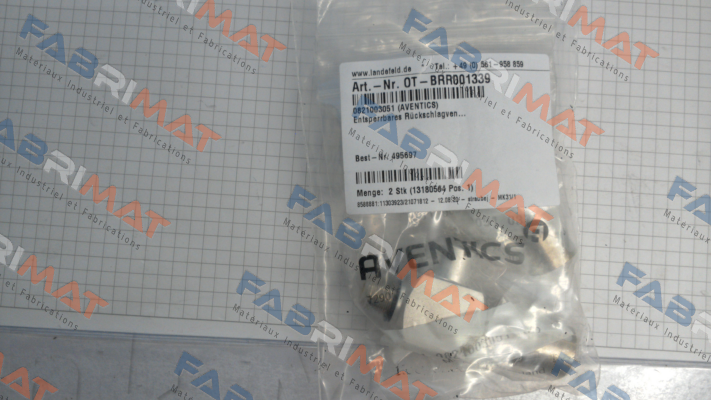 www.landefeld.de Tel.: +49 (0) 561-958 859
Art.-Nr. OT-BRR001339
0821003051 (AVENTICS)
Entsperrbares Rückschlagven...
Best-Nr. 495697
Menge: 2 Stk (13180564 Pos. 1)
AVENTICS
FABRIMAT
Matériaux Industriel et Fabrications